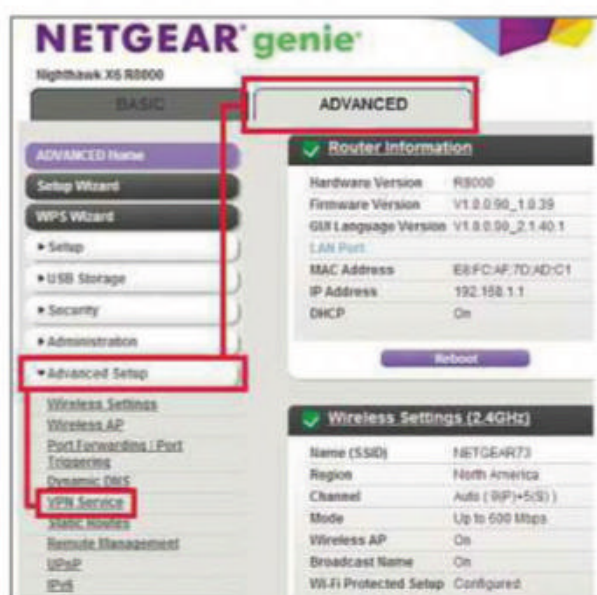 NETGEAR genie
Nighthawk X6 R8000
BASIC
ADVANCED
ADVANCED Home
Setup Wizard
WPS Wizard
Setup
USB Storage
Security
Administration
Advanced Setup
Wireless Settings
Wireless AP
Port Forwarding / Port
Triggering
Dynamic DNS
VPN Service
Static Routes
Remote Management
UPnP
IPv6
Router Information
Hardware Version R8000
Firmware Version V1.0.0.90_1.0.39
GUI Language Version V1.0.0.90_2.1.40.1
LAN Port
MAC Address E8:FC:AF:7D:AD:C1
IP Address 192.168.1.1
DHCP On
Reboot
Wireless Settings (2.4GHz)
Name (SSID) NETGEAR73
Region North America
Channel Auto ( 9(P)+5(S) )
Mode Up to 600 Mbps
Wireless AP On
Broadcast Name On
Wi-Fi Protected Setup Configured